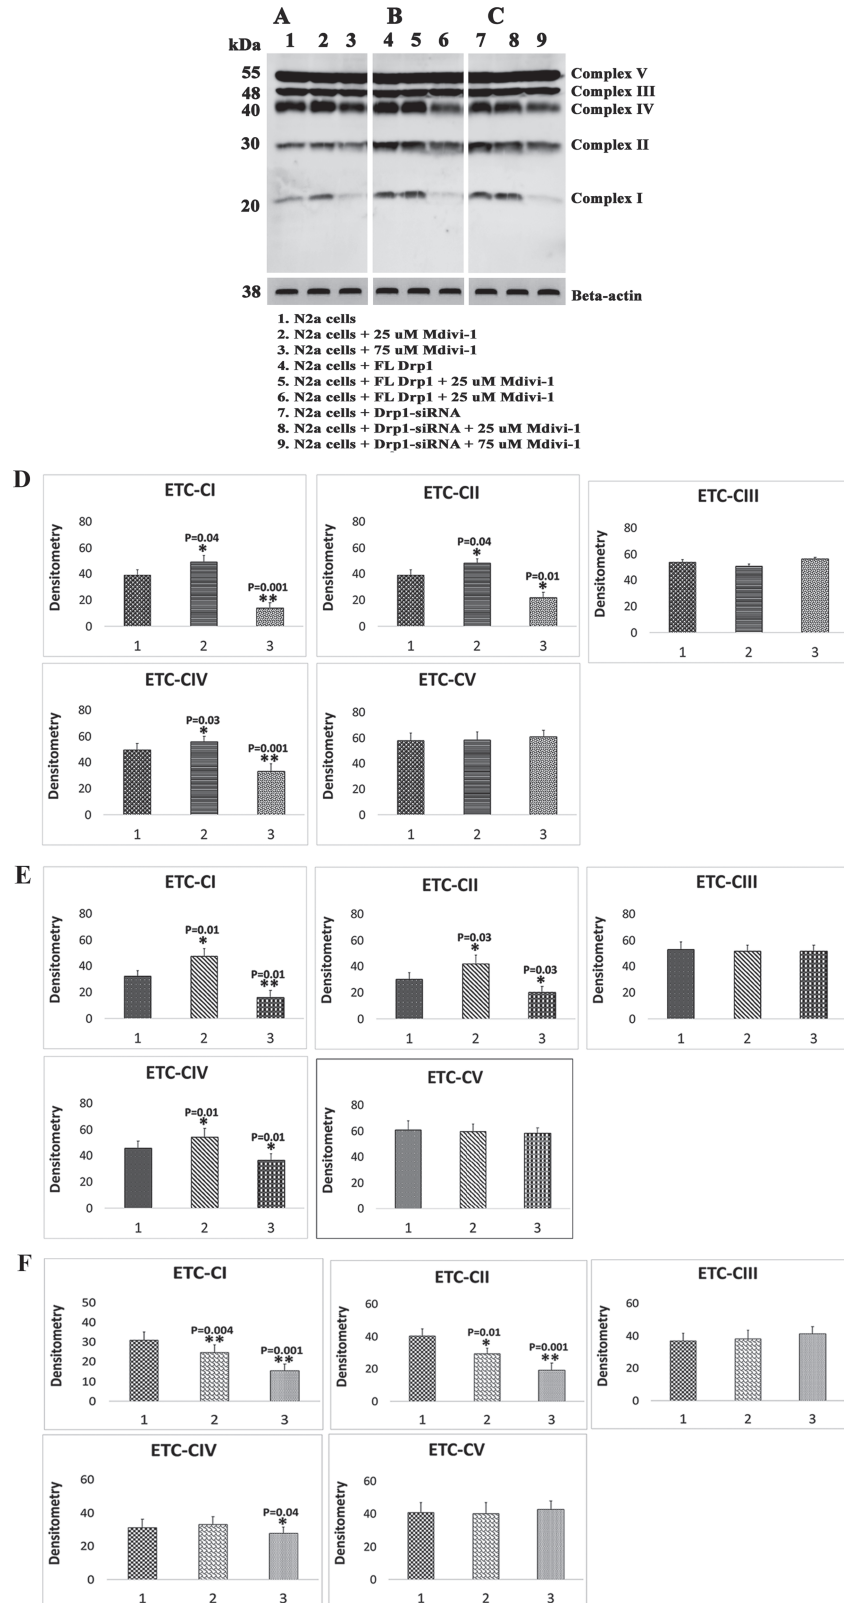 A B C
kDa 1 2 3 4 5 6 7 8 9
55 Complex V
48 Complex III
40 Complex IV
30 Complex II
20 Complex I
38 Beta-actin
1. N2a cells
2. N2a cells + 25 uM Mdivi-1
3. N2a cells + 75 uM Mdivi-1
4. N2a cells + FL Drp1
5. N2a cells + FL Drp1 + 25 uM Mdivi-1
6. N2a cells + FL Drp1 + 25 uM Mdivi-1
7. N2a cells + Drp1-siRNA
8. N2a cells + Drp1-siRNA + 25 uM Mdivi-1
9. N2a cells + Drp1-siRNA + 75 uM Mdivi-1
D
ETC-CI
Densitometry
80
60
40
20
0
P=0.04
*
P=0.001
**
1 2 3
ETC-CII
Densitometry
80
60
40
20
0
P=0.04
*
P=0.01
*
1 2 3
ETC-CIII
Densitometry
80
60
40
20
0
1 2 3
ETC-CIV
Densitometry
80
60
40
20
0
P=0.03
*
P=0.001
**
1 2 3
ETC-CV
Densitometry
80
60
40
20
0
1 2 3
E
ETC-CI
Densitometry
80
60
40
20
0
P=0.01
*
P=0.01
**
1 2 3
ETC-CII
Densitometry
80
60
40
20
0
P=0.03
*
P=0.03
*
1 2 3
ETC-CIII
Densitometry
80
60
40
20
0
1 2 3
ETC-CIV
Densitometry
80
60
40
20
0
P=0.01
*
P=0.01
*
1 2 3
ETC-CV
Densitometry
80
60
40
20
0
1 2 3
F
ETC-CI
Densitometry
50
40
30
20
10
0
P=0.004
**
P=0.001
**
1 2 3
ETC-CII
Densitometry
60
40
20
0
P=0.01
*
P=0.001
**
1 2 3
ETC-CIII
Densitometry
60
40
20
0
1 2 3
ETC-CIV
Densitometry
60
40
20
0
P=0.04
*
1 2 3
ETC-CV
Densitometry
60
40
20
0
1 2 3